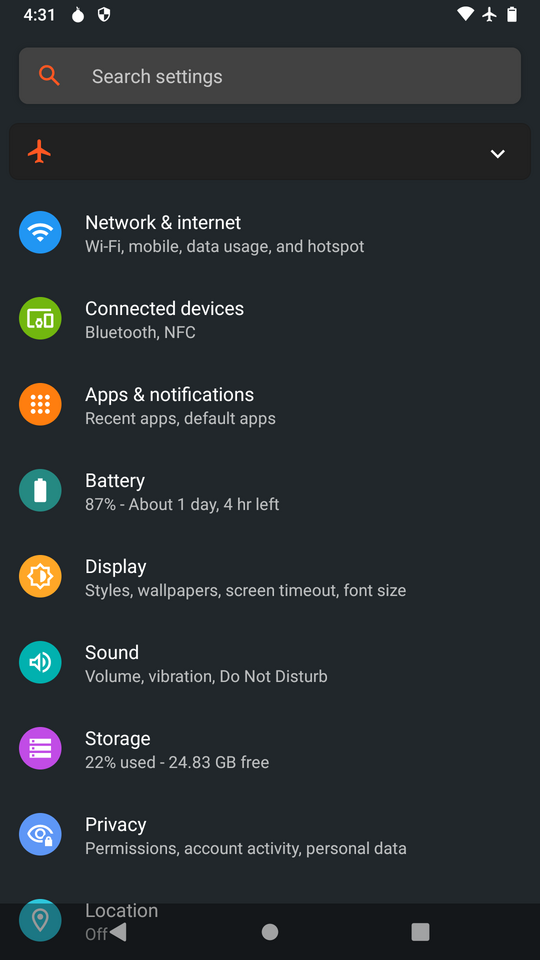 4:31
Search settings
Network & internet
Wi-Fi, mobile, data usage, and hotspot
Connected devices
Bluetooth, NFC
Apps & notifications
Recent apps, default apps
Battery
87% - About 1 day, 4 hr left
Display
Styles, wallpapers, screen timeout, font size
Sound
Volume, vibration, Do Not Disturb
Storage
22% used - 24.83 GB free
Privacy
Permissions, account activity, personal data
Location
Off